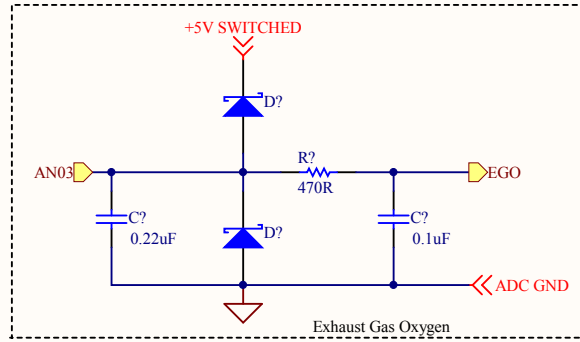 +5V SWITCHED
D?
R?
AN03
EGO
470R
C?
0.22uF
D?
C?
0.1uF
ADC GND
Exhaust Gas Oxygen